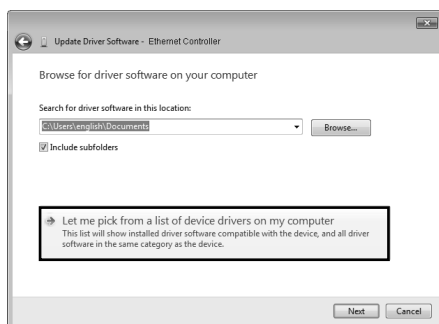 Update Driver Software - Ethernet Controller
Browse for driver software on your computer
Search for driver software in this location:
C:\Users\english\Documents
Browse...
Include subfolders
Let me pick from a list of device drivers on my computer
This list will show installed driver software compatible with the device, and all driver
software in the same category as the device.
Next
Cancel